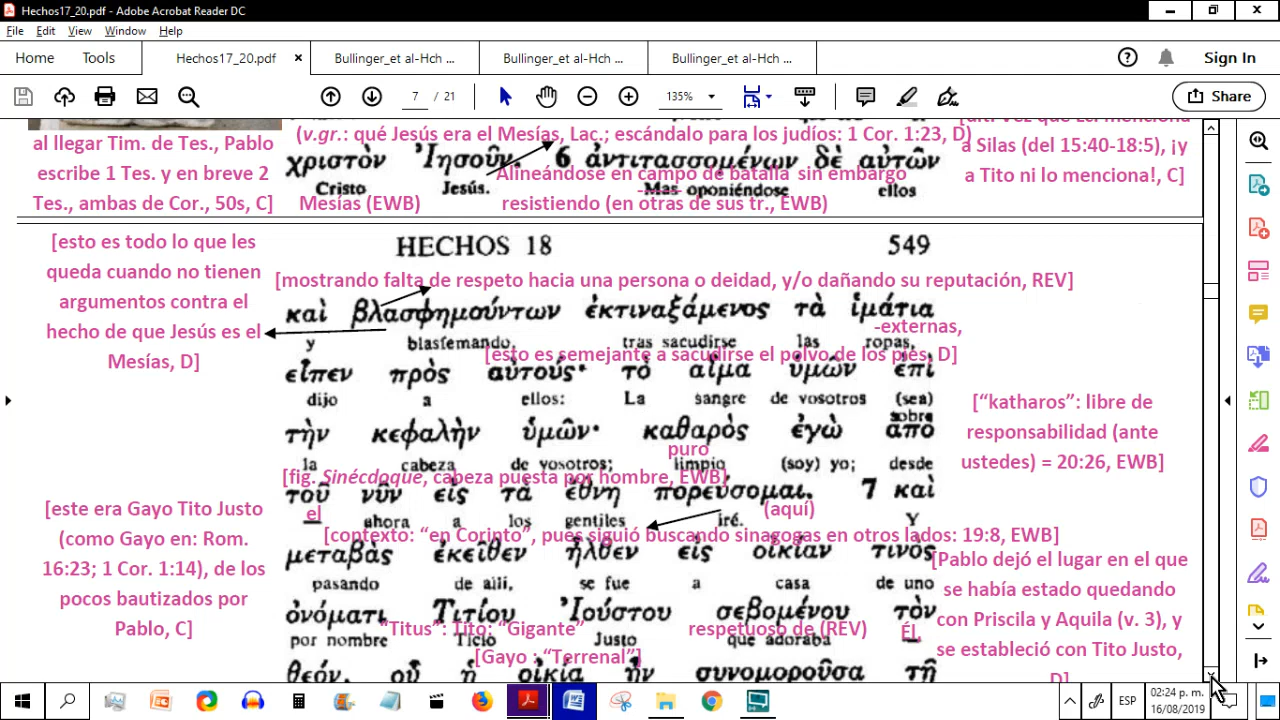 Hechos17_20.pdf - Adobe Acrobat Reader DC
File Edit View Window Help
Home Tools Hechos17_20.pdf × Bullinger_et al-Hch ... Bullinger_et al-Hch ... Bullinger_et al-Hch ... Sign In
7 / 21 135% Share
al llegar Tim. de Tes., Pablo
escribe 1 Tes. y en breve 2
Tes., ambas de Cor., 50s, C]
(v.gr.: qué Jesús era el Mesías, Lac.; escándalo para los judíos: 1 Cor. 1:23, D)
χριστὸν Ἰησοῦν. 6 ἀντιτασσομένων δὲ αὐτῶν
Alineándose en campo de batalla sin embargo
Cristo Jesús. Mas oponiéndose ellos
Mesías (EWB) resistiendo (en otras de sus tr., EWB)
a Silas (del 15:40-18:5), ¡y
a Tito ni lo menciona!, C]
HECHOS 18 549
[esto es todo lo que les
queda cuando no tienen
argumentos contra el
hecho de que Jesús es el
Mesías, D]
[mostrando falta de respeto hacia una persona o deidad, y/o dañando su reputación, REV]
καὶ βλασφημούντων ἐκτιναξάμενος τὰ ἱμάτια
-externas,
y blasfemando, tras sacudirse las ropas,
[esto es semejante a sacudirse el polvo de los pies, D]
εἶπεν πρὸς αὐτούς· τὸ αἷμα ὑμῶν ἐπὶ
dijo a ellos: La sangre de vosotros (sea) sobre
τὴν κεφαλὴν ὑμῶν· καθαρὸς ἐγώ ἀπὸ
puro
la cabeza de vosotros; limpio (soy) yo; desde
[fig. Sinécdoque, cabeza puesta por hombre, EWB]
["katharos": libre de
responsabilidad (ante
ustedes) = 20:26, EWB]
τοῦ νῦν εἰς τὰ ἔθνη πορεύσομαι. 7 καὶ
el (aquí)
ahora a los gentiles iré. Y
[contexto: "en Corinto", pues siguió buscando sinagogas en otros lados: 19:8, EWB]
[este era Gayo Tito Justo
(como Gayo en: Rom.
16:23; 1 Cor. 1:14), de los
pocos bautizados por
Pablo, C]
μεταβὰς ἐκεῖθεν ἦλθεν εἰς οἰκίαν τινὸς
pasando de allí, se fue a casa de uno
ὀνόματι Τιτίου Ἰούστου σεβομένου τὸν
"Titus": Tito: "Gigante" respetuoso de (REV) Él,
por nombre Ticio Justo que adoraba
[Gayo : "Terrenal"]
θεόν, οὗ ἡ οἰκία ἦν συνομοροῦσα τῇ
[Pablo dejó el lugar en el que
se había estado quedando
con Priscila y Aquila (v. 3), y
se estableció con Tito Justo,
D]
ESP 02:24 p. m.
16/08/2019